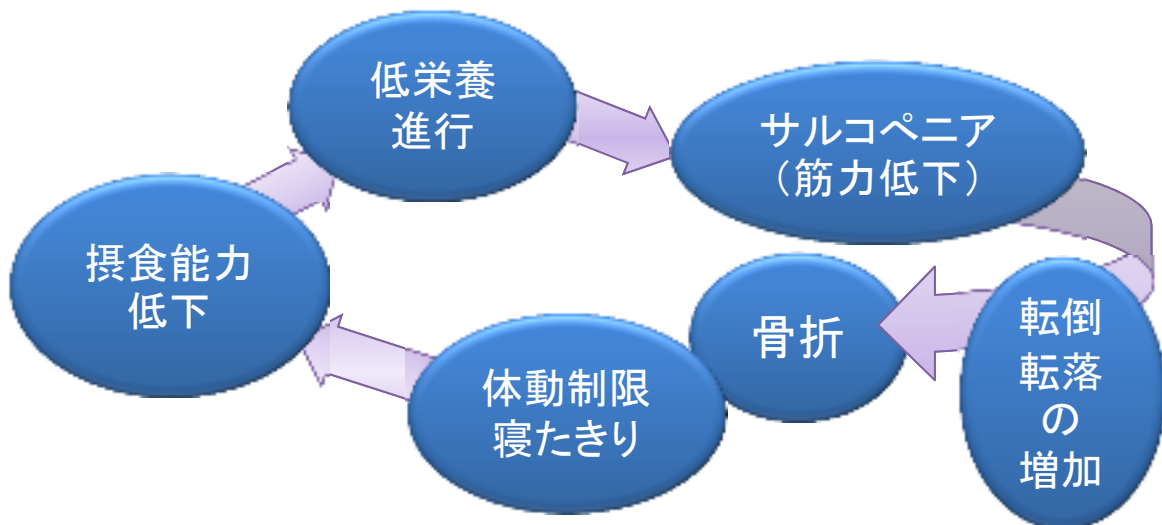 低栄養
進行
サルコペニア
（筋力低下）
転倒
転落
の
増加
骨折
体動制限
寝たきり
摂食能力
低下